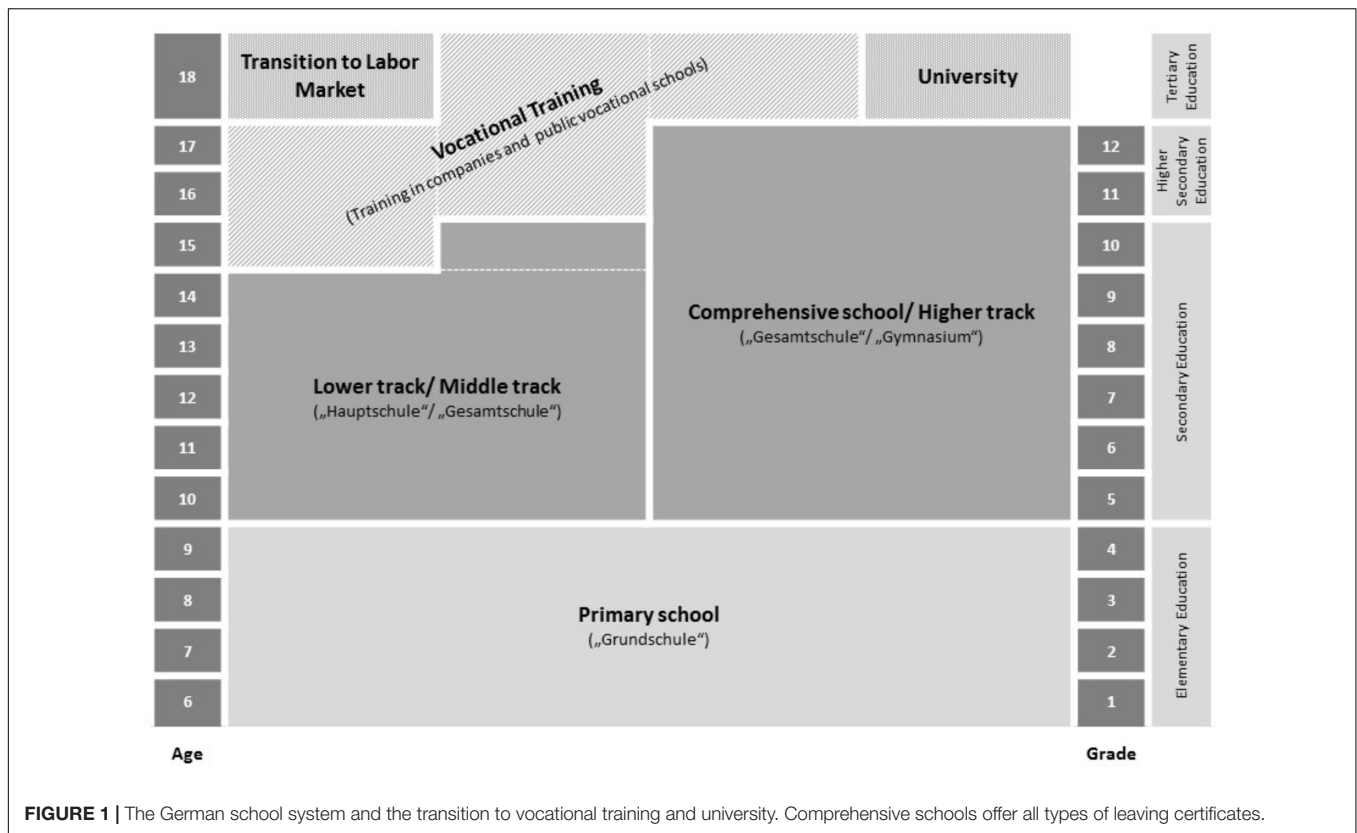 18
17
16
15
14
13
12
11
10
9
8
7
6
Age
Transition to Labor
Market
Vocational Training
(Training in companies and public vocational schools)
University
Lower track/ Middle track
(„Hauptschule“/ „Gesamtschule“)
Comprehensive school/ Higher track
(„Gesamtschule“/ „Gymnasium“)
Primary school
(„Grundschule“)
12
11
10
9
8
7
6
5
4
3
2
1
Grade
Tertiary
Education
Higher
Secondary
Education
Secondary Education
Elementary Education
FIGURE 1 | The German school system and the transition to vocational training and university. Comprehensive schools offer all types of leaving certificates.